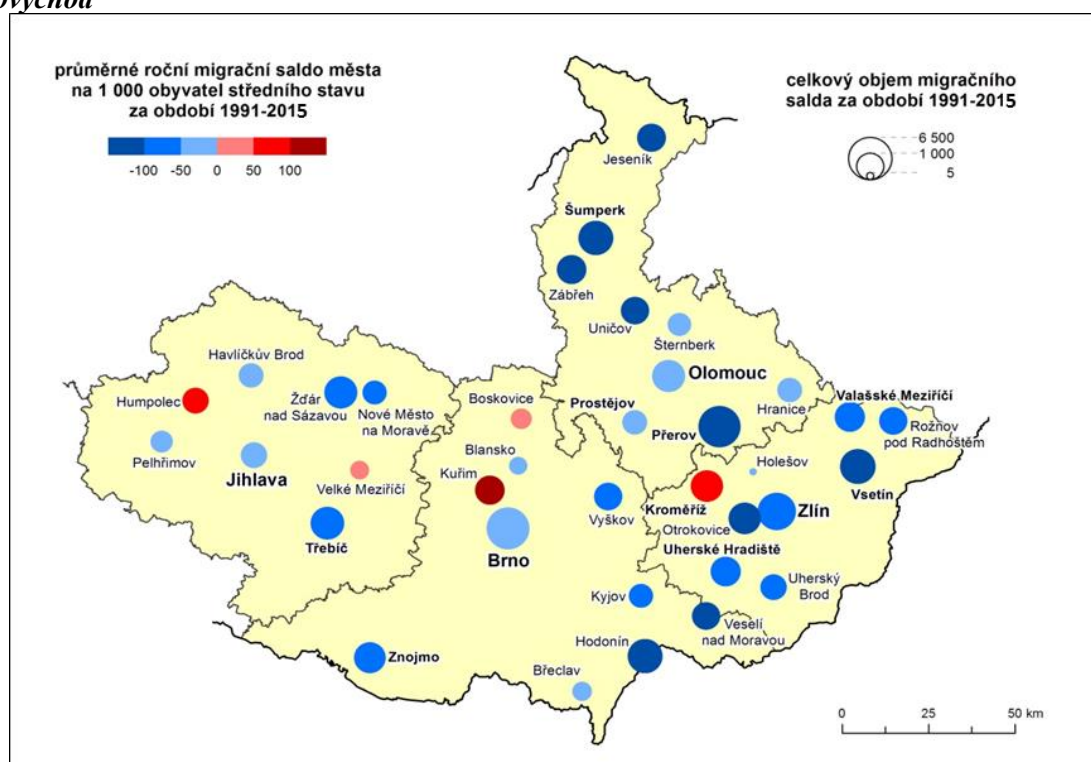 ovýchod
průměrné roční migrační saldo města
na 1 000 obyvatel středního stavu
za období 1991-2015
-100 -50 0 50 100
celkový objem migračního
salda za období 1991-2015
6 500
1 000
5
Jeseník
Šumperk
Zábřeh
Uničov
Šternberk
Havlíčkův Brod
Olomouc
Humpolec
Žďár
nad Sázavou
Nové Město
na Moravě
Boskovice
Prostějov
Hranice
Valašské Meziříčí
Rožnov
pod Radhoštěm
Přerov
Pelhřimov
Jihlava
Blansko
Holešov
Kuřim
Velké Meziříčí
Vsetín
Kroměříž
Vyškov
Otrokovice
Zlín
Třebíč
Brno
Uherské Hradiště
Uherský
Brod
Kyjov
Veselí
nad Moravou
Hodonín
Znojmo
Břeclav
0 25 50 km